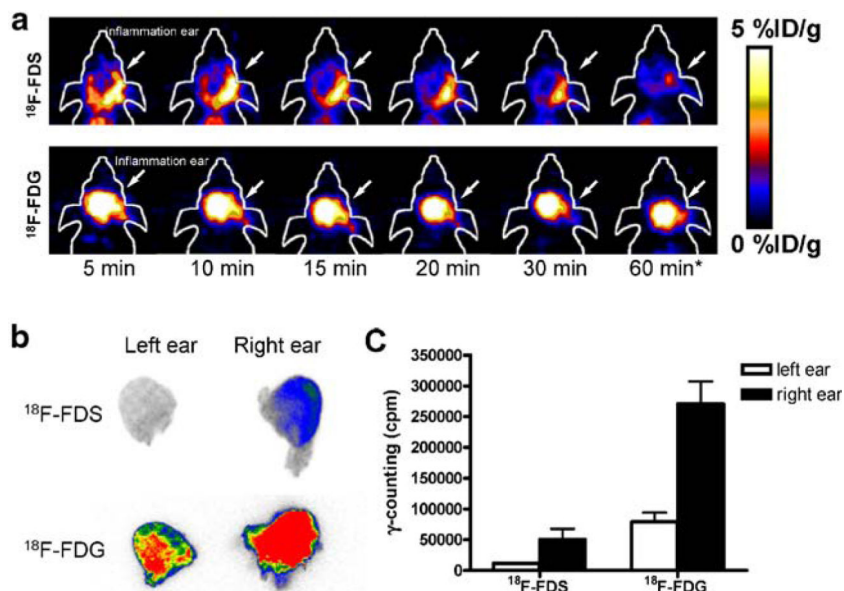 a
Inflammation ear
¹⁸F-FDS
Inflammation ear
¹⁸F-FDG
5 min 10 min 15 min 20 min 30 min 60 min*
5 %ID/g
0 %ID/g
b
Left ear Right ear
¹⁸F-FDS
¹⁸F-FDG
C
γ-counting (cpm)
350000
300000
250000
200000
150000
100000
50000
0
¹⁸F-FDS ¹⁸F-FDG
left ear
right ear